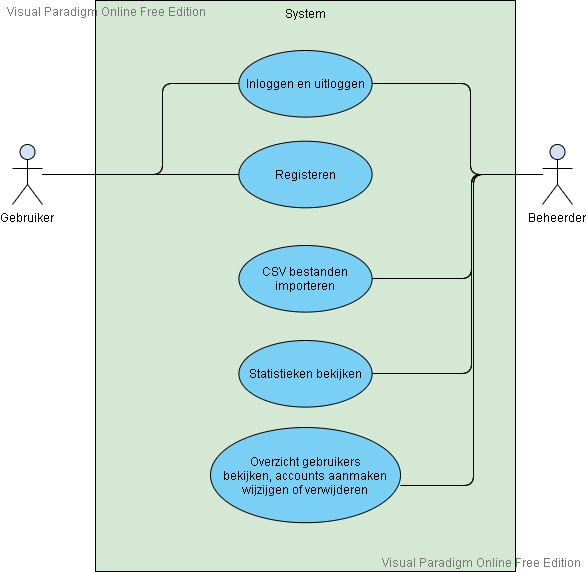 Visual Paradigm Online Free Edition
System
Inloggen en uitloggen
Registeren
Gebruiker
Beheerder
CSV bestanden
importeren
Statistieken bekijken
Overzicht gebruikers
bekijken, accounts aanmaken
wijzigen of verwijderen
Visual Paradigm Online Free Edition